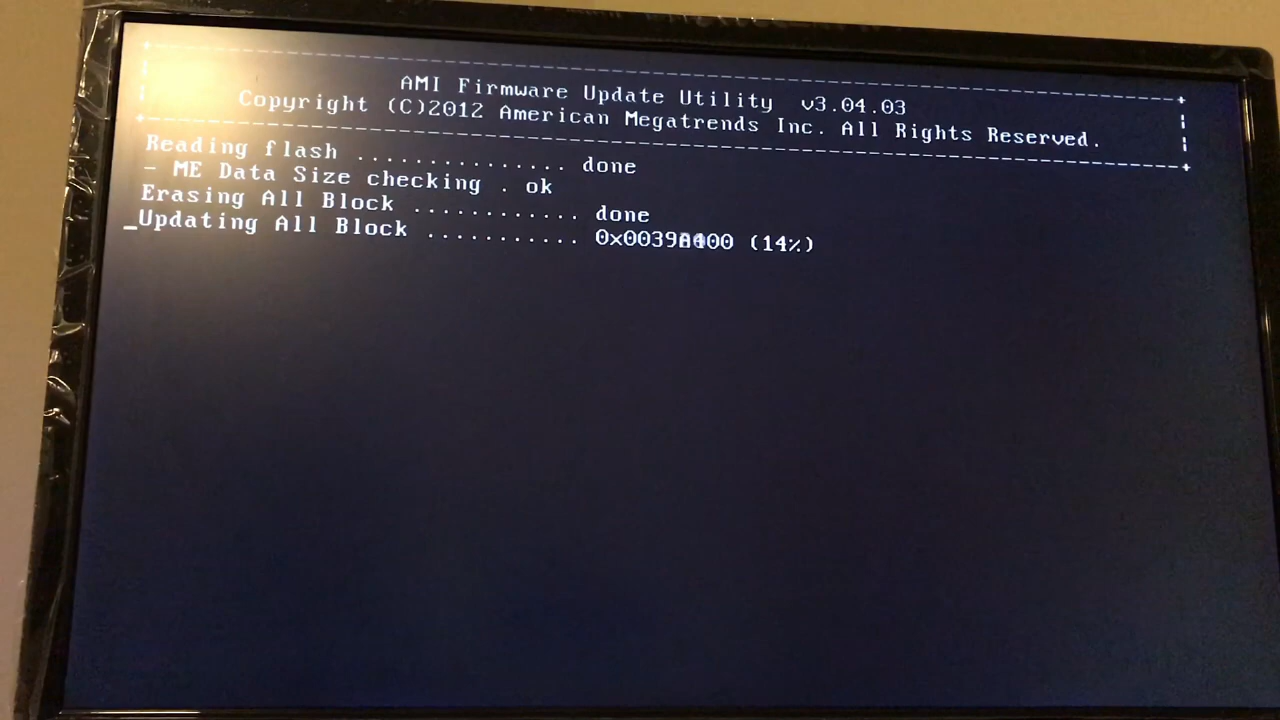 AMI Firmware Update Utility v3.04.03
Copyright (C)2012 American Megatrends Inc. All Rights Reserved.
Reading flash ............... done
- ME Data Size checking . ok
Erasing All Block ............ done
Updating All Block ........... (14%)